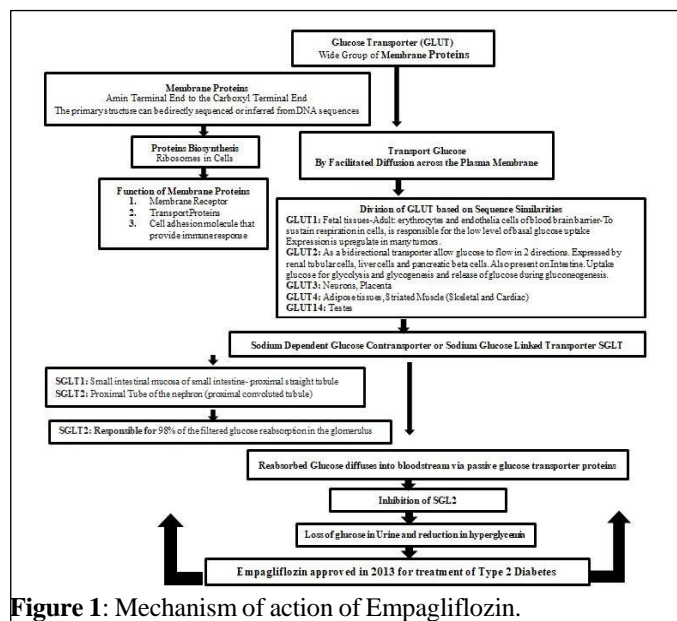 Glucose Transporter (GLUT)
Wide Group of Membrane Proteins
Membrane Proteins
Amin Terminal End to the Carboxyl Terminal End
The primary structure can be directly sequenced or inferred from DNA sequences
Proteins Biosynthesis
Ribosomes in Cells
Transport Glucose
By Facilitated Diffusion across the Plasma Membrane
Function of Membrane Proteins
1. Membrane Receptor
2. Transport Proteins
3. Cell adhesion molecule that
provide immune response
Division of GLUT based on Sequence Similarities
GLUT1: Fetal tissues-Adult: erythrocytes and endothelia cells of blood brain barrier-To
sustain respiration in cells, is responsible for the low level of basal glucose uptake
Expression is upregulate in many tumors.
GLUT2: As a bidirectional transporter allow glucose to flow in 2 directions. Expressed by
renal tubular cells, liver cells and pancreatic beta cells. Also present on Intestine. Uptake
glucose for glycolysis and glycogenesis and release of glucose during gluconeogenesis.
GLUT3: Neurons, Placenta
GLUT4: Adipose tissues, Striated Muscle (Skeletal and Cardiac)
GLUT14: Testes
Sodium Dependent Glucose Contransporter or Sodium Glucose Linked Transporter SGLT
SGLT1: Small intestinal mucosa of small intestine- proximal straight tubule
SGLT2: Proximal Tube of the nephron (proximal convoluted tubule)
SGLT2: Responsible for 98% of the filtered glucose reabsorption in the glomerulus
Reabsorbed Glucose diffuses into bloodstream via passive glucose transporter proteins
Inhibition of SGL2
Loss of glucose in Urine and reduction in hyperglycemia
Empagliflozin approved in 2013 for treatment of Type 2 Diabetes
Figure 1: Mechanism of action of Empagliflozin.